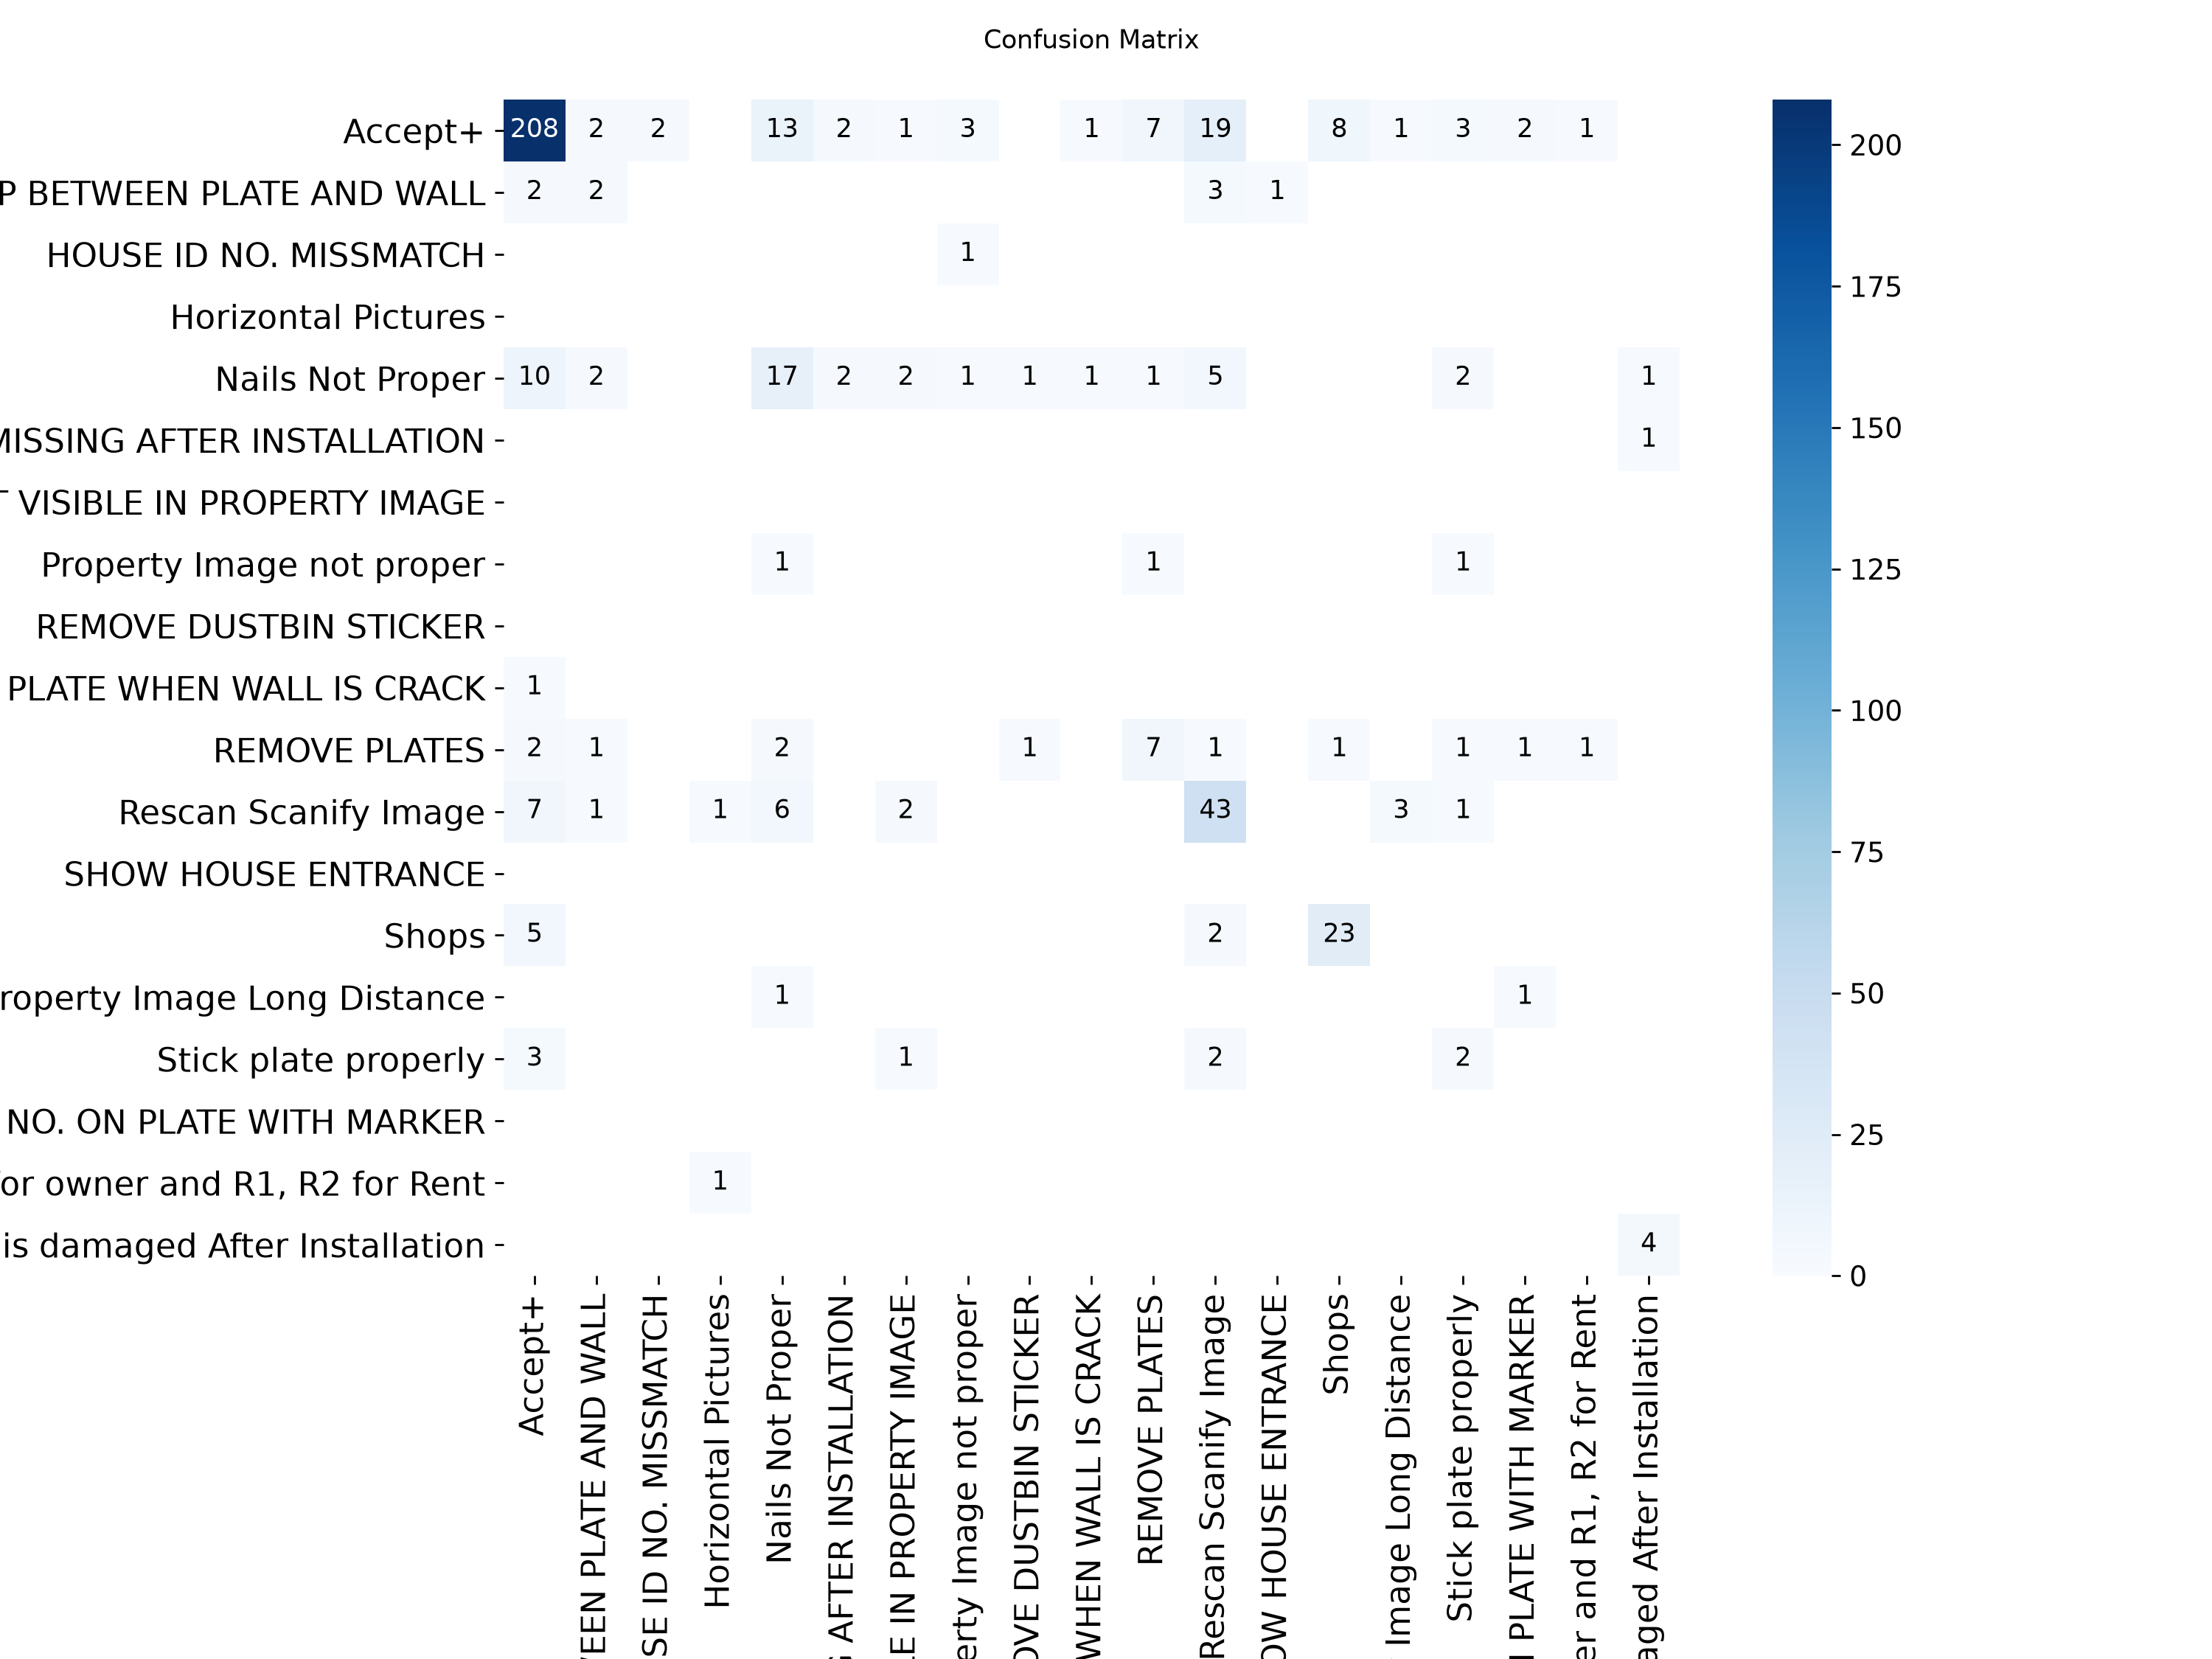 Confusion Matrix
Accept+ 208 2 2 13 2 1 3 1 7 19 8 1 3 2 1
P BETWEEN PLATE AND WALL 2 2 3 1
HOUSE ID NO. MISSMATCH 1
Horizontal Pictures
Nails Not Proper 10 2 17 2 2 1 1 1 1 5 2 1
MISSING AFTER INSTALLATION 1
VISIBLE IN PROPERTY IMAGE
Property Image not proper 1 1 1
REMOVE DUSTBIN STICKER
PLATE WHEN WALL IS CRACK 1
REMOVE PLATES 2 1 2 1 7 1 1 1 1 1
Rescan Scanify Image 7 1 1 6 2 43 3 1
SHOW HOUSE ENTRANCE
Shops 5 2 23
roperty Image Long Distance 1 1
Stick plate properly 3 1 2 2
NO. ON PLATE WITH MARKER
or owner and R1, R2 for Rent 1
is damaged After Installation 4
Accept+
EEN PLATE AND WALL
SE ID NO. MISSMATCH
Horizontal Pictures
Nails Not Proper
AFTER INSTALLATION
LE IN PROPERTY IMAGE
erty Image not proper
OVE DUSTBIN STICKER
WHEN WALL IS CRACK
REMOVE PLATES
Rescan Scanify Image
OW HOUSE ENTRANCE
Shops
Image Long Distance
Stick plate properly
PLATE WITH MARKER
er and R1, R2 for Rent
aged After Installation
200
175
150
125
100
75
50
25
0